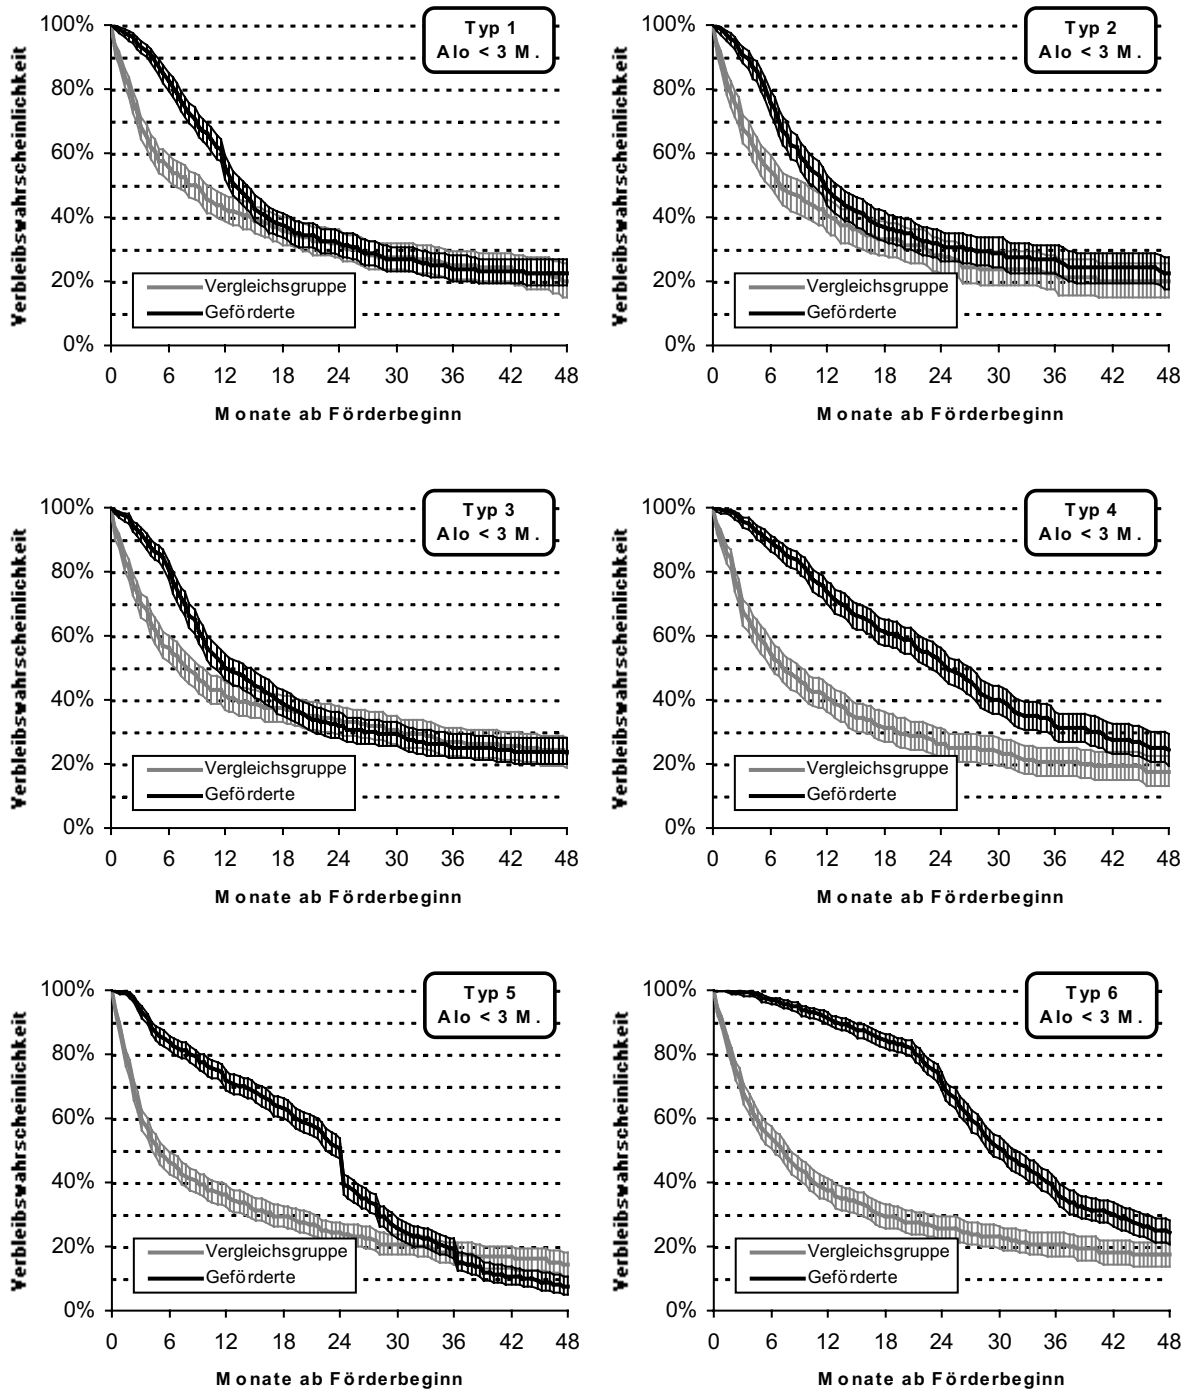 Typ 1
Alo < 3 M.
Verbleibswahrscheinlichkeit
100%
80%
60%
40%
20%
0%
Vergleichsgruppe
Geförderte
0 6 12 18 24 30 36 42 48
Monate ab Förderbeginn
Typ 2
Alo < 3 M.
Verbleibswahrscheinlichkeit
100%
80%
60%
40%
20%
0%
Vergleichsgruppe
Geförderte
0 6 12 18 24 30 36 42 48
Monate ab Förderbeginn
Typ 3
Alo < 3 M.
Verbleibswahrscheinlichkeit
100%
80%
60%
40%
20%
0%
Vergleichsgruppe
Geförderte
0 6 12 18 24 30 36 42 48
Monate ab Förderbeginn
Typ 4
Alo < 3 M.
Verbleibswahrscheinlichkeit
100%
80%
60%
40%
20%
0%
Vergleichsgruppe
Geförderte
0 6 12 18 24 30 36 42 48
Monate ab Förderbeginn
Typ 5
Alo < 3 M.
Verbleibswahrscheinlichkeit
100%
80%
60%
40%
20%
0%
Vergleichsgruppe
Geförderte
0 6 12 18 24 30 36 42 48
Monate ab Förderbeginn
Typ 6
Alo < 3 M.
Verbleibswahrscheinlichkeit
100%
80%
60%
40%
20%
0%
Vergleichsgruppe
Geförderte
0 6 12 18 24 30 36 42 48
Monate ab Förderbeginn